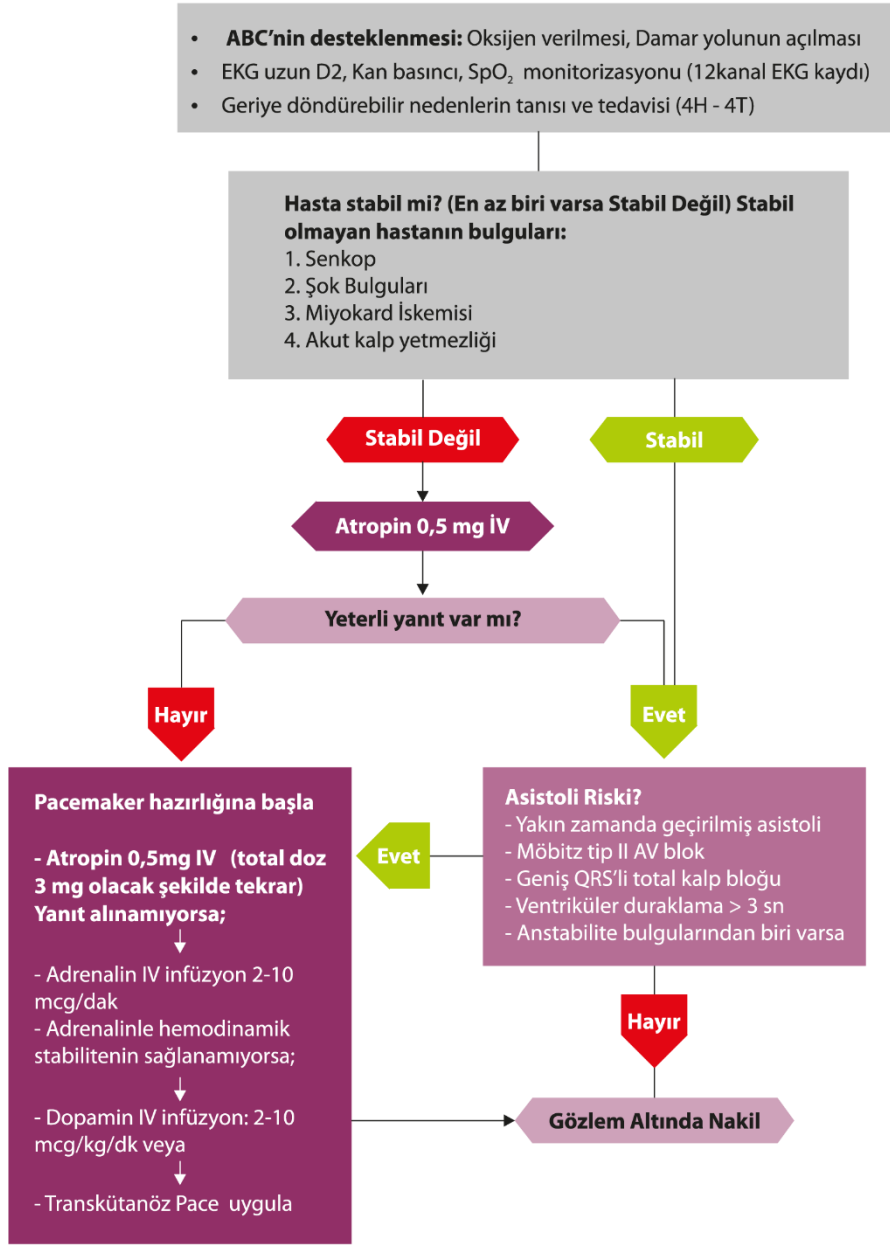 • ABC’nin desteklenmesi: Oksijen verilmesi, Damar yolunun açılması
• EKG uzun D2, Kan basıncı, SpO₂ monitorizasyonu (12kanal EKG kaydı)
• Geriye döndürebilir nedenlerin tanısı ve tedavisi (4H - 4T)
Hasta stabil mi? (En az biri varsa Stabil Değil) Stabil
olmayan hastanın bulguları:
1. Senkop
2. Şok Bulguları
3. Miyokard İskemisi
4. Akut kalp yetmezliği
Stabil Değil
Stabil
Atropin 0,5 mg İV
Yeterli yanıt var mı?
Hayır
Evet
Pacemaker hazırlığına başla
- Atropin 0,5mg IV (total doz
3 mg olacak şekilde tekrar)
Yanıt alınamıyorsa;
- Adrenalin IV infüzyon 2-10
mcg/dak
- Adrenalinle hemodinamik
stabilitenin sağlanamıyorsa;
- Dopamin IV infüzyon: 2-10
mcg/kg/dk veya
- Transkütanöz Pace uygula
Evet
Asistoli Riski?
- Yakın zamanda geçirilmiş asistoli
- Möbitz tip II AV blok
- Geniş QRS’li total kalp bloğu
- Ventriküler duraklama > 3 sn
- Anstabilite bulgularından biri varsa
Hayır
Gözlem Altında Nakil